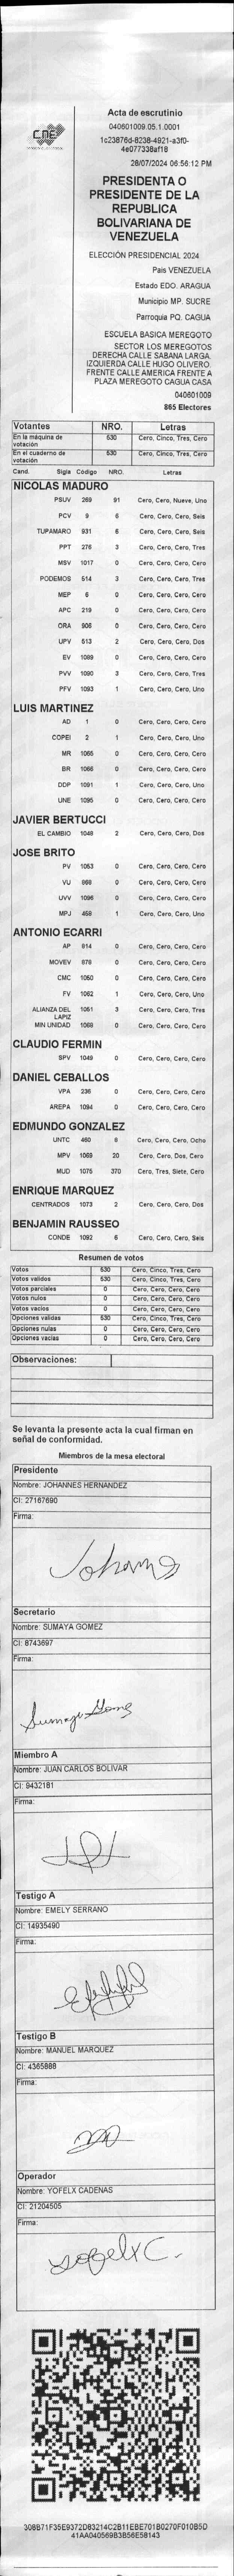 CNE
Acta de escrutinio
040601009.05.1.0001
1c23876d-8238-4921-a3f0-
4e077338af18
28/07/2024 06:56:12 PM
PRESIDENTA O
PRESIDENTE DE LA
REPUBLICA
BOLIVARIANA DE
VENEZUELA
ELECCIÓN PRESIDENCIAL 2024
Pais VENEZUELA
Estado EDO. ARAGUA
Municipio MP. SUCRE
Parroquia PQ. CAGUA
ESCUELA BASICA MEREGOTO
SECTOR LOS MEREGOTOS
DERECHA CALLE SABANA LARGA.
IZQUIERDA CALLE HUGO OLIVERO.
FRENTE CALLE AMERICA FRENTE A
PLAZA MEREGOTO CAGUA CASA
040601009
865 Electores
Votantes NRO. Letras
En la máquina de votación 530 Cero, Cinco, Tres, Cero
En el cuaderno de votación 530 Cero, Cinco, Tres, Cero
Cand. Sigla Código NRO. Letras
NICOLAS MADURO
PSUV 269 91 Cero, Cero, Nueve, Uno
PCV 9 6 Cero, Cero, Cero, Seis
TUPAMARO 931 6 Cero, Cero, Cero, Seis
PPT 276 3 Cero, Cero, Cero, Tres
MSV 1017 0 Cero, Cero, Cero, Cero
PODEMOS 514 3 Cero, Cero, Cero, Tres
MEP 6 0 Cero, Cero, Cero, Cero
APC 219 0 Cero, Cero, Cero, Cero
ORA 906 0 Cero, Cero, Cero, Cero
UPV 513 2 Cero, Cero, Cero, Dos
EV 1089 0 Cero, Cero, Cero, Cero
PVV 1090 3 Cero, Cero, Cero, Tres
PFV 1093 1 Cero, Cero, Cero, Uno
LUIS MARTINEZ
AD 1 0 Cero, Cero, Cero, Cero
COPEI 2 1 Cero, Cero, Cero, Uno
MR 1065 0 Cero, Cero, Cero, Cero
BR 1066 0 Cero, Cero, Cero, Cero
DDP 1091 1 Cero, Cero, Cero, Uno
UNE 1095 0 Cero, Cero, Cero, Cero
JAVIER BERTUCCI
EL CAMBIO 1048 2 Cero, Cero, Cero, Dos
JOSE BRITO
PV 1053 0 Cero, Cero, Cero, Cero
VU 868 0 Cero, Cero, Cero, Cero
UVV 1096 0 Cero, Cero, Cero, Cero
MPJ 458 1 Cero, Cero, Cero, Uno
ANTONIO ECARRI
AP 814 0 Cero, Cero, Cero, Cero
MOVEV 878 0 Cero, Cero, Cero, Cero
CMC 1050 0 Cero, Cero, Cero, Cero
FV 1062 1 Cero, Cero, Cero, Uno
ALIANZA DEL LAPIZ 1051 3 Cero, Cero, Cero, Tres
MIN UNIDAD 1068 0 Cero, Cero, Cero, Cero
CLAUDIO FERMIN
SPV 1049 0 Cero, Cero, Cero, Cero
DANIEL CEBALLOS
VPA 236 0 Cero, Cero, Cero, Cero
AREPA 1094 0 Cero, Cero, Cero, Cero
EDMUNDO GONZALEZ
UNTC 460 8 Cero, Cero, Cero, Ocho
MPV 1069 20 Cero, Cero, Dos, Cero
MUD 1075 370 Cero, Tres, Siete, Cero
ENRIQUE MARQUEZ
CENTRADOS 1073 2 Cero, Cero, Cero, Dos
BENJAMIN RAUSSEO
CONDE 1092 6 Cero, Cero, Cero, Seis
Resumen de votos
Votos 530 Cero, Cinco, Tres, Cero
Votos validos 530 Cero, Cinco, Tres, Cero
Votos parciales 0 Cero, Cero, Cero, Cero
Votos nulos 0 Cero, Cero, Cero, Cero
Votos vacios 0 Cero, Cero, Cero, Cero
Opciones validas 530 Cero, Cinco, Tres, Cero
Opciones nulas 0 Cero, Cero, Cero, Cero
Opciones vacias 0 Cero, Cero, Cero, Cero
Observaciones:
Se levanta la presente acta la cual firman en
señal de conformidad.
Miembros de la mesa electoral
Presidente
Nombre: JOHANNES HERNANDEZ
CI: 27167690
Firma:
Secretario
Nombre: SUMAYA GOMEZ
CI: 8743697
Firma:
Sumaya Gomez
Miembro A
Nombre: JUAN CARLOS BOLIVAR
CI: 9432181
Firma:
Testigo A
Nombre: EMELY SERRANO
CI: 14935490
Firma:
Testigo B
Nombre: MANUEL MARQUEZ
CI: 4365888
Firma:
Operador
Nombre: YOFELX CADENAS
CI: 21204505
Firma:
Yofelx C.
308B71F35E9372D83214C2B11EBE701B0270F010B5D
41AA040569B3B56E58143